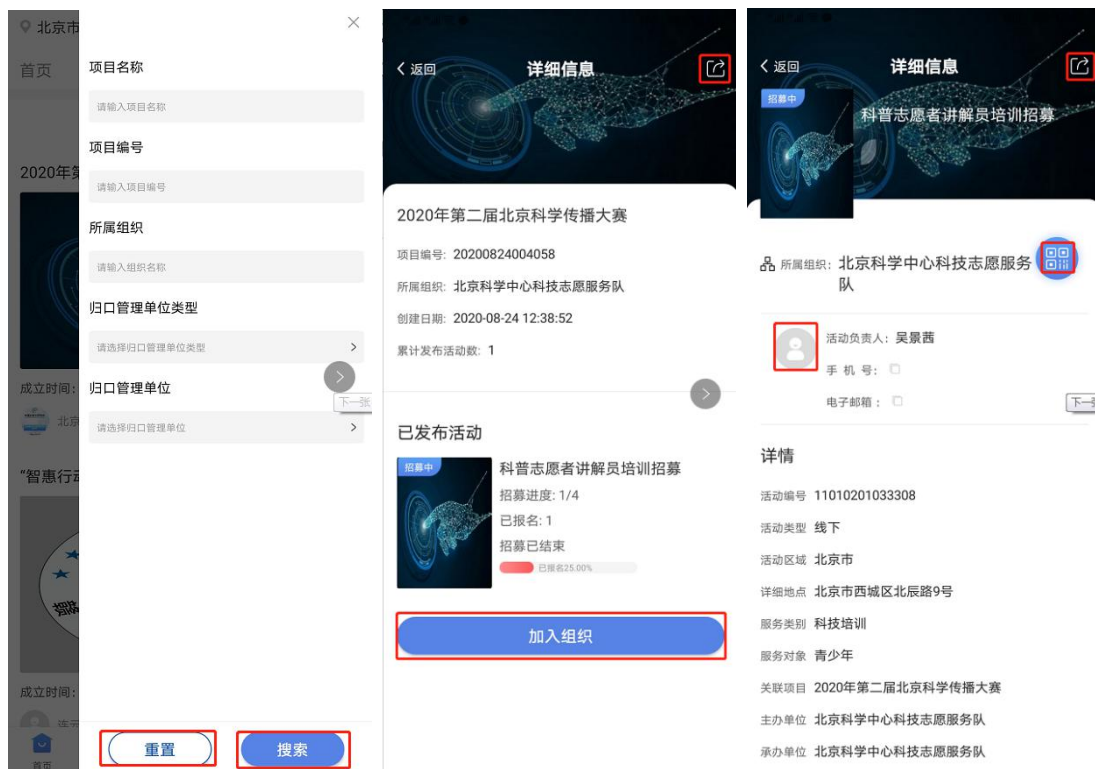 北京市
首页
2020年第
成立时间:
北京
“智惠行动
成立时间:
连云
首页
项目名称
请输入项目名称
项目编号
请输入项目编号
所属组织
请输入组织名称
归口管理单位类型
请选择归口管理单位类型
归口管理单位
下一张
请选择归口管理单位
重置
搜索
返回
详细信息
2020年第二届北京科学传播大赛
项目编号: 20200824004058
所属组织: 北京科学中心科技志愿服务队
创建日期: 2020-08-24 12:38:52
累计发布活动数: 1
已发布活动
招募中
科普志愿者讲解员培训招募
招募进度: 1/4
已报名: 1
招募已结束
已报名25.00%
加入组织
返回
详细信息
招募中
科普志愿者讲解员培训招募
所属组织: 北京科学中心科技志愿服务
队
活动负责人: 吴景茜
手 机 号:
电子邮箱:
下一张
详情
活动编号 11010201033308
活动类型 线下
活动区域 北京市
详细地点 北京市西城区北辰路9号
服务类别 科技培训
服务对象 青少年
关联项目 2020年第二届北京科学传播大赛
主办单位 北京科学中心科技志愿服务队
承办单位 北京科学中心科技志愿服务队